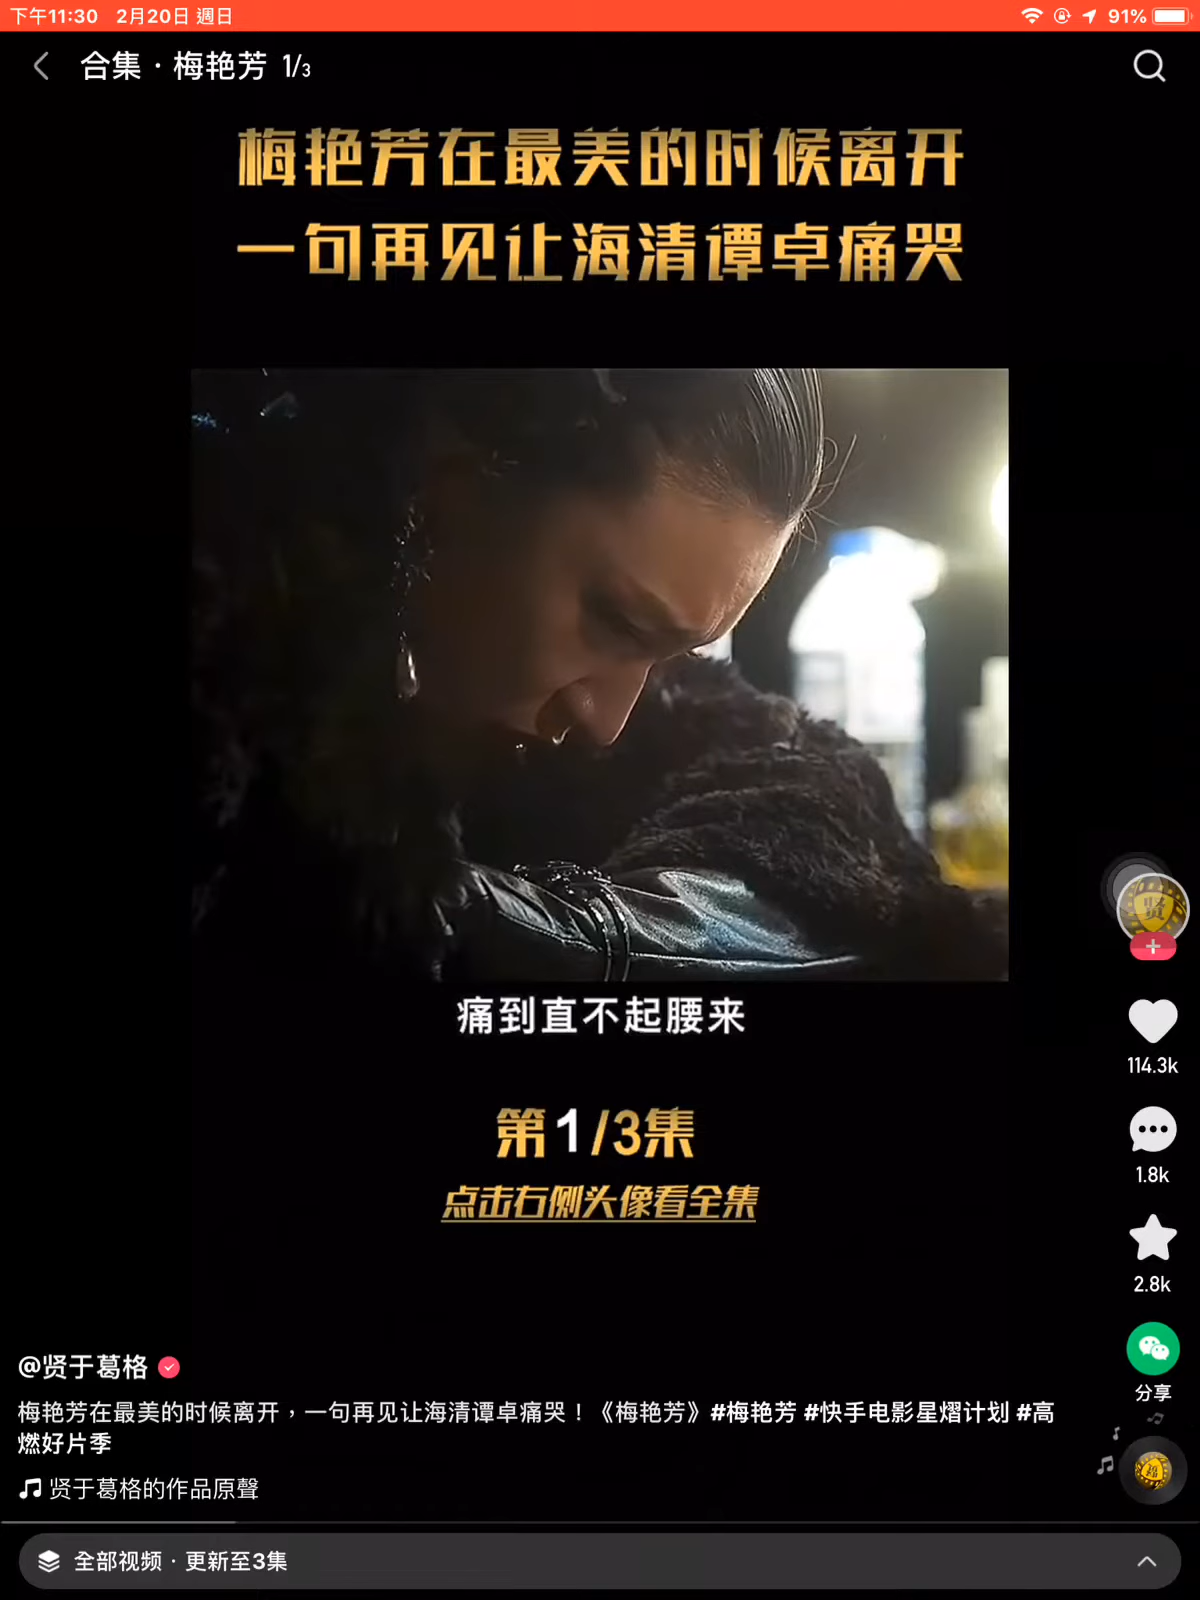 下午11:30 2月20日 週日
91%
合集 · 梅艳芳 1/3
梅艳芳在最美的时候离开
一句再见让海清谭卓痛哭
贤
114.3k
痛到直不起腰来
第1/3集
1.8k
点击右侧头像看全集
2.8k
@贤于葛格
分享
梅艳芳在最美的时候离开，一句再见让海清谭卓痛哭！《梅艳芳》#梅艳芳 #快手电影星熠计划 #高
燃好片季
贤于葛格的作品原聲
全部视频 · 更新至3集